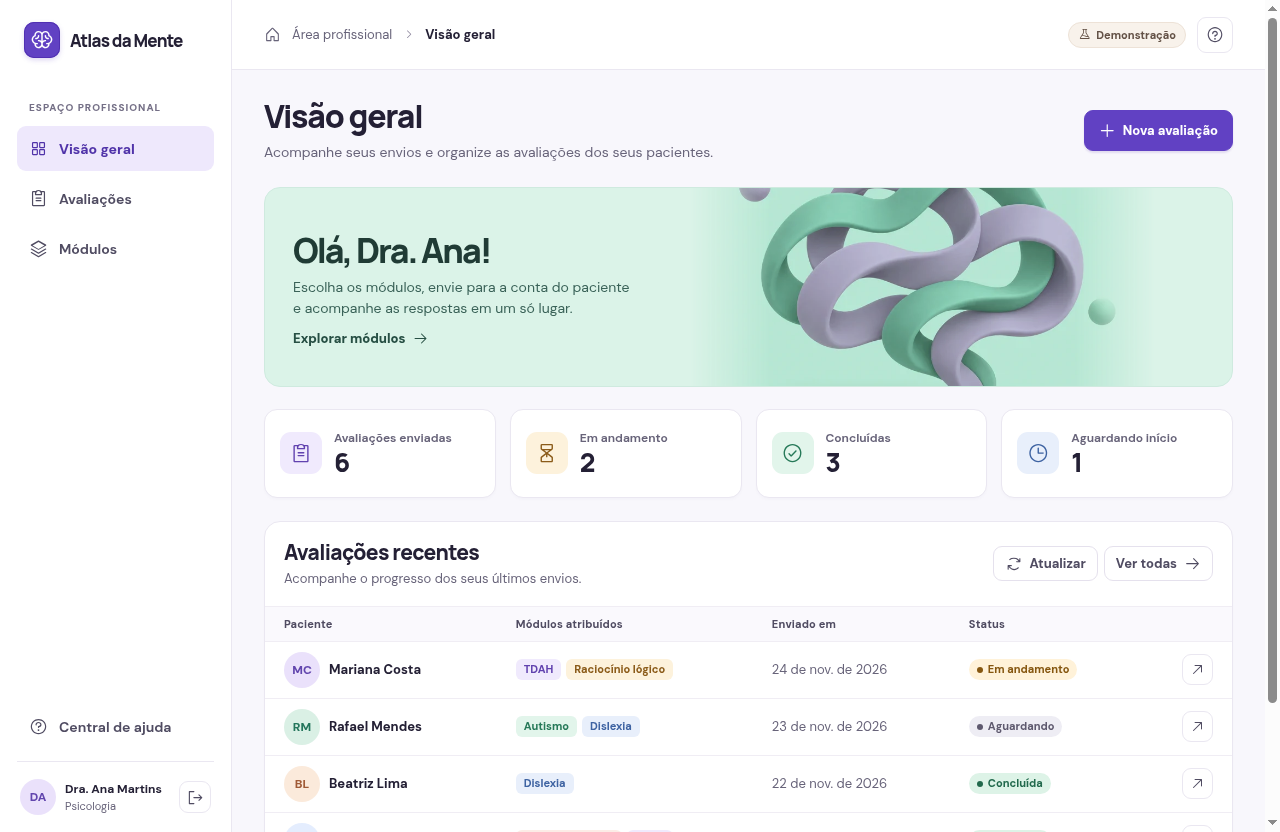 Atlas da Mente
Área profissional
Visão geral
Demonstração
ESPAÇO PROFISSIONAL
Visão geral
Avaliações
Módulos
Central de ajuda
DA
Dra. Ana Martins
Psicologia
Visão geral
Acompanhe seus envios e organize as avaliações dos seus pacientes.
Nova avaliação
Olá, Dra. Ana!
Escolha os módulos, envie para a conta do paciente
e acompanhe as respostas em um só lugar.
Explorar módulos
Avaliações enviadas
6
Em andamento
2
Concluídas
3
Aguardando início
1
Avaliações recentes
Acompanhe o progresso dos seus últimos envios.
Atualizar
Ver todas
Paciente Módulos atribuídos Enviado em Status
MC Mariana Costa TDAH Raciocínio lógico 24 de nov. de 2026 Em andamento
RM Rafael Mendes Autismo Dislexia 23 de nov. de 2026 Aguardando
BL Beatriz Lima Dislexia 22 de nov. de 2026 Concluída